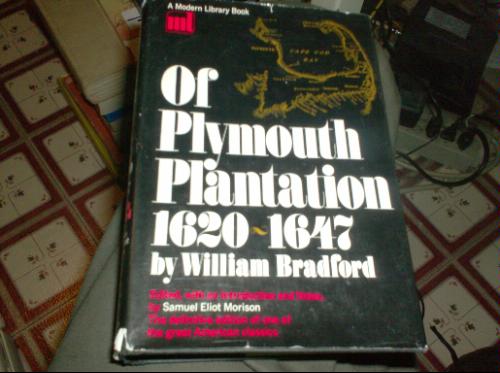 A Modern Library Book
ml
CAPE COD
BAY
Of
Plymouth
Plantation
1620~1647
by William Bradford
Edited, with an introduction and Notes,
by Samuel Eliot Morison
The definitive edition of one of
the great American classics